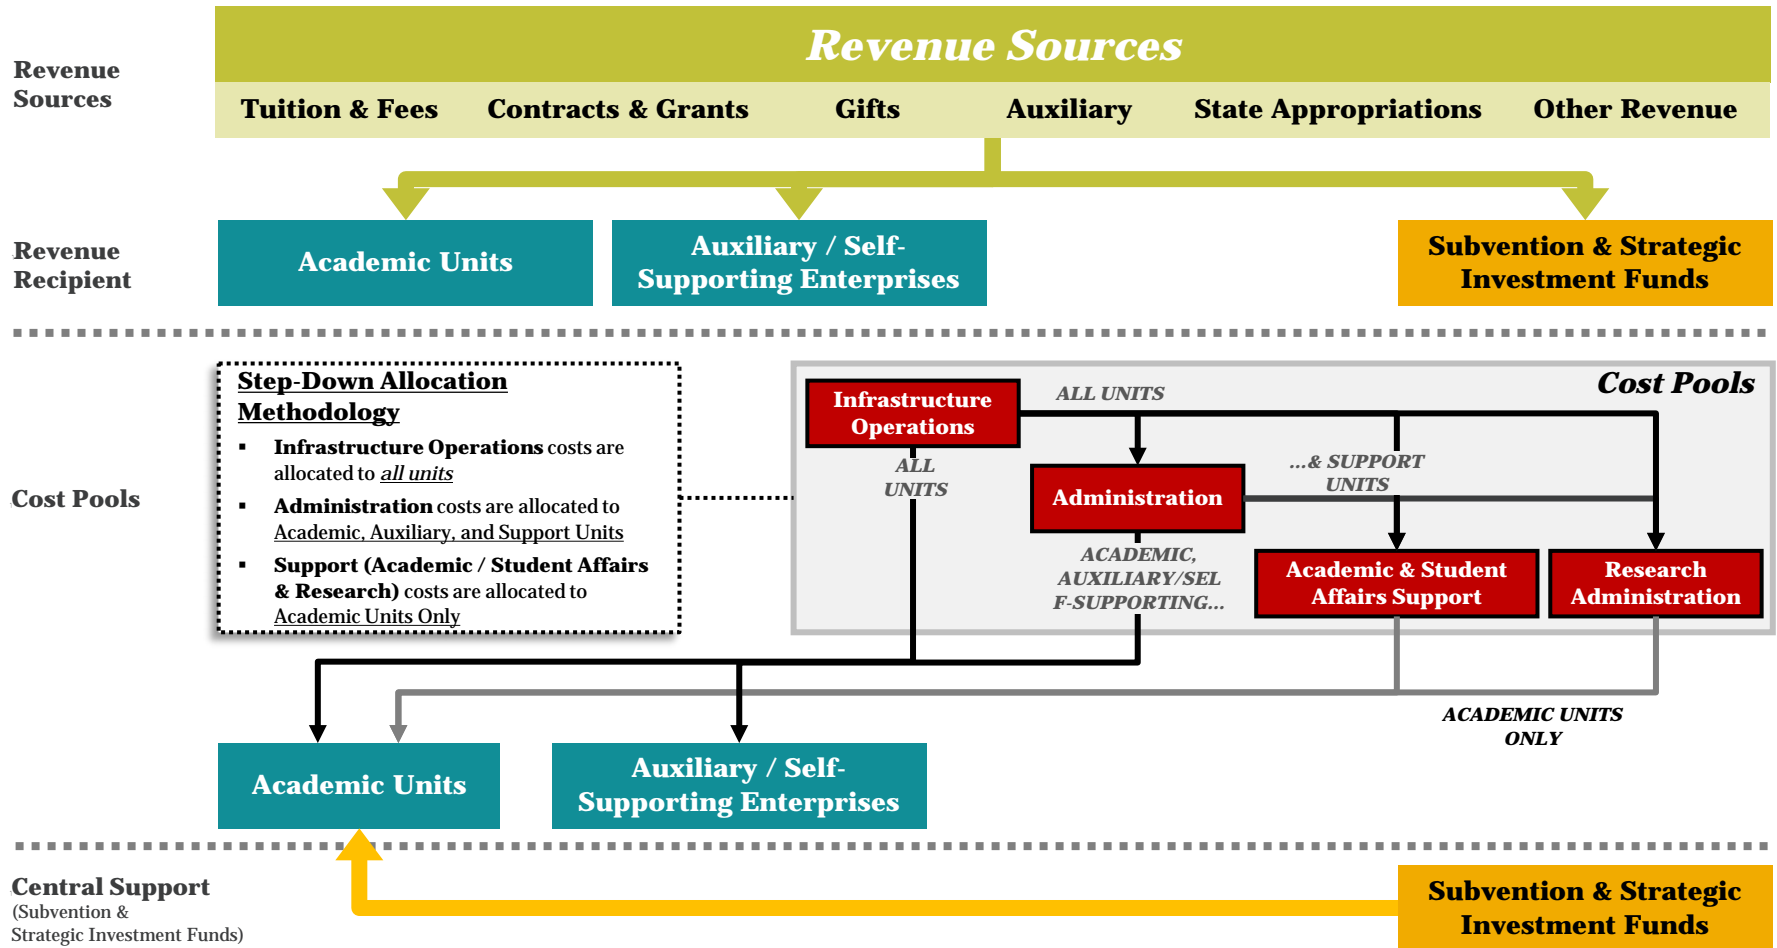 Revenue Sources
Revenue
Sources
Tuition & Fees
Contracts & Grants
Gifts
Auxiliary
State Appropriations
Other Revenue
Revenue
Recipient
Academic Units
Auxiliary / Self-
Supporting Enterprises
Subvention & Strategic
Investment Funds
Cost Pools
Step-Down Allocation
Methodology
▪ Infrastructure Operations costs are
allocated to all units
▪ Administration costs are allocated to
Academic, Auxiliary, and Support Units
▪ Support (Academic / Student Affairs
& Research) costs are allocated to
Academic Units Only
Cost Pools
Infrastructure
Operations
ALL UNITS
ALL
UNITS
Administration
...& SUPPORT
UNITS
ACADEMIC,
AUXILIARY/SEL
F-SUPPORTING...
Academic & Student
Affairs Support
Research
Administration
ACADEMIC UNITS
ONLY
Academic Units
Auxiliary / Self-
Supporting Enterprises
Central Support
(Subvention &
Strategic Investment Funds)
Subvention & Strategic
Investment Funds